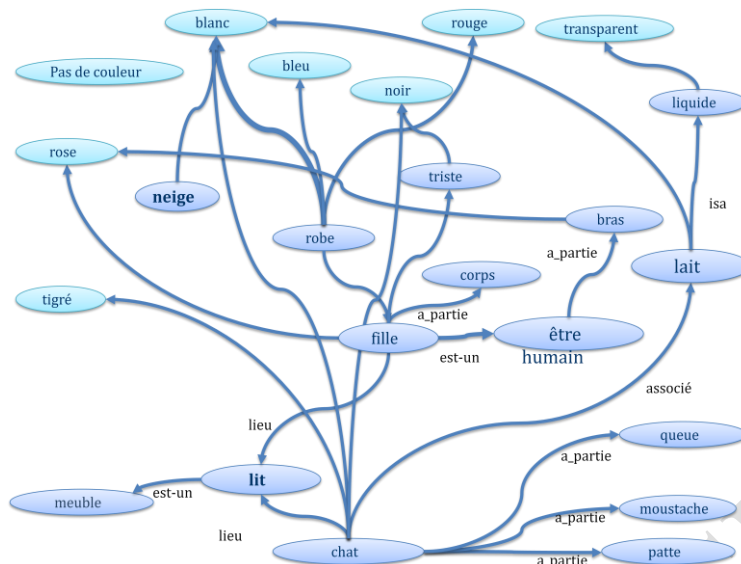 blanc
rouge
transparent
Pas de couleur
bleu
noir
liquide
rose
triste
neige
bras
isa
robe
a_partie
corps
lait
tigré
a_partie
fille
être
humain
est-un
associé
lieu
queue
a_partie
lit
est-un
meuble
moustache
a_partie
lieu
chat
patte
a_partie